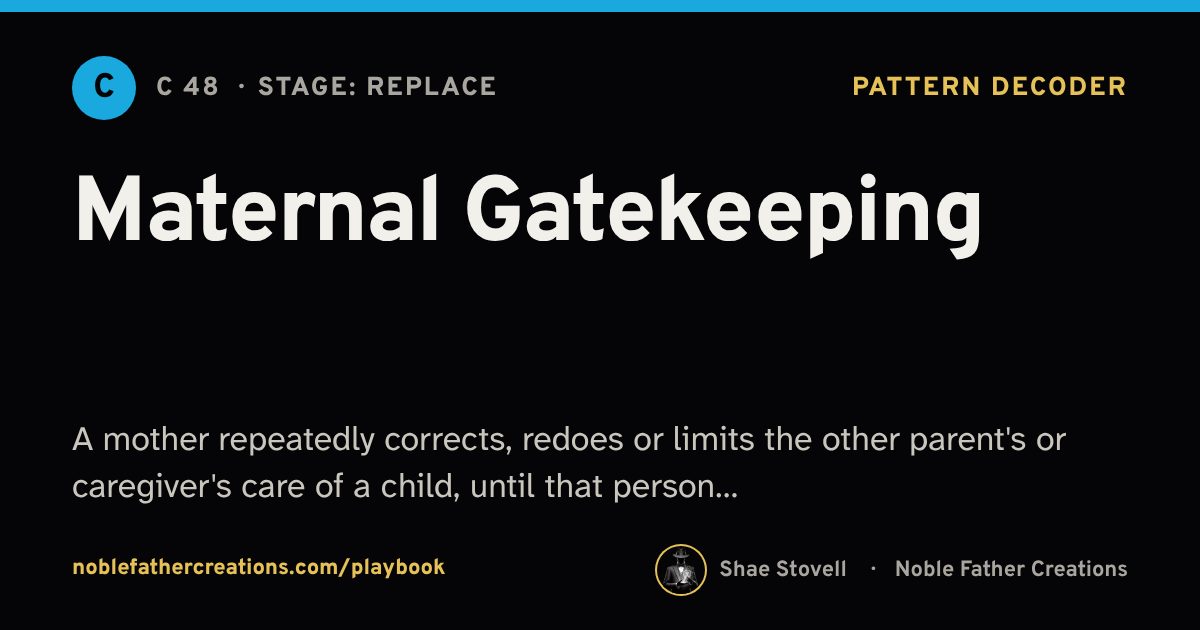 C
C 48 · STAGE: REPLACE
PATTERN DECODER
Maternal Gatekeeping
A mother repeatedly corrects, redoes or limits the other parent's or
caregiver's care of a child, until that person...
noblefathercreations.com/playbook
Shae Stovell · Noble Father Creations